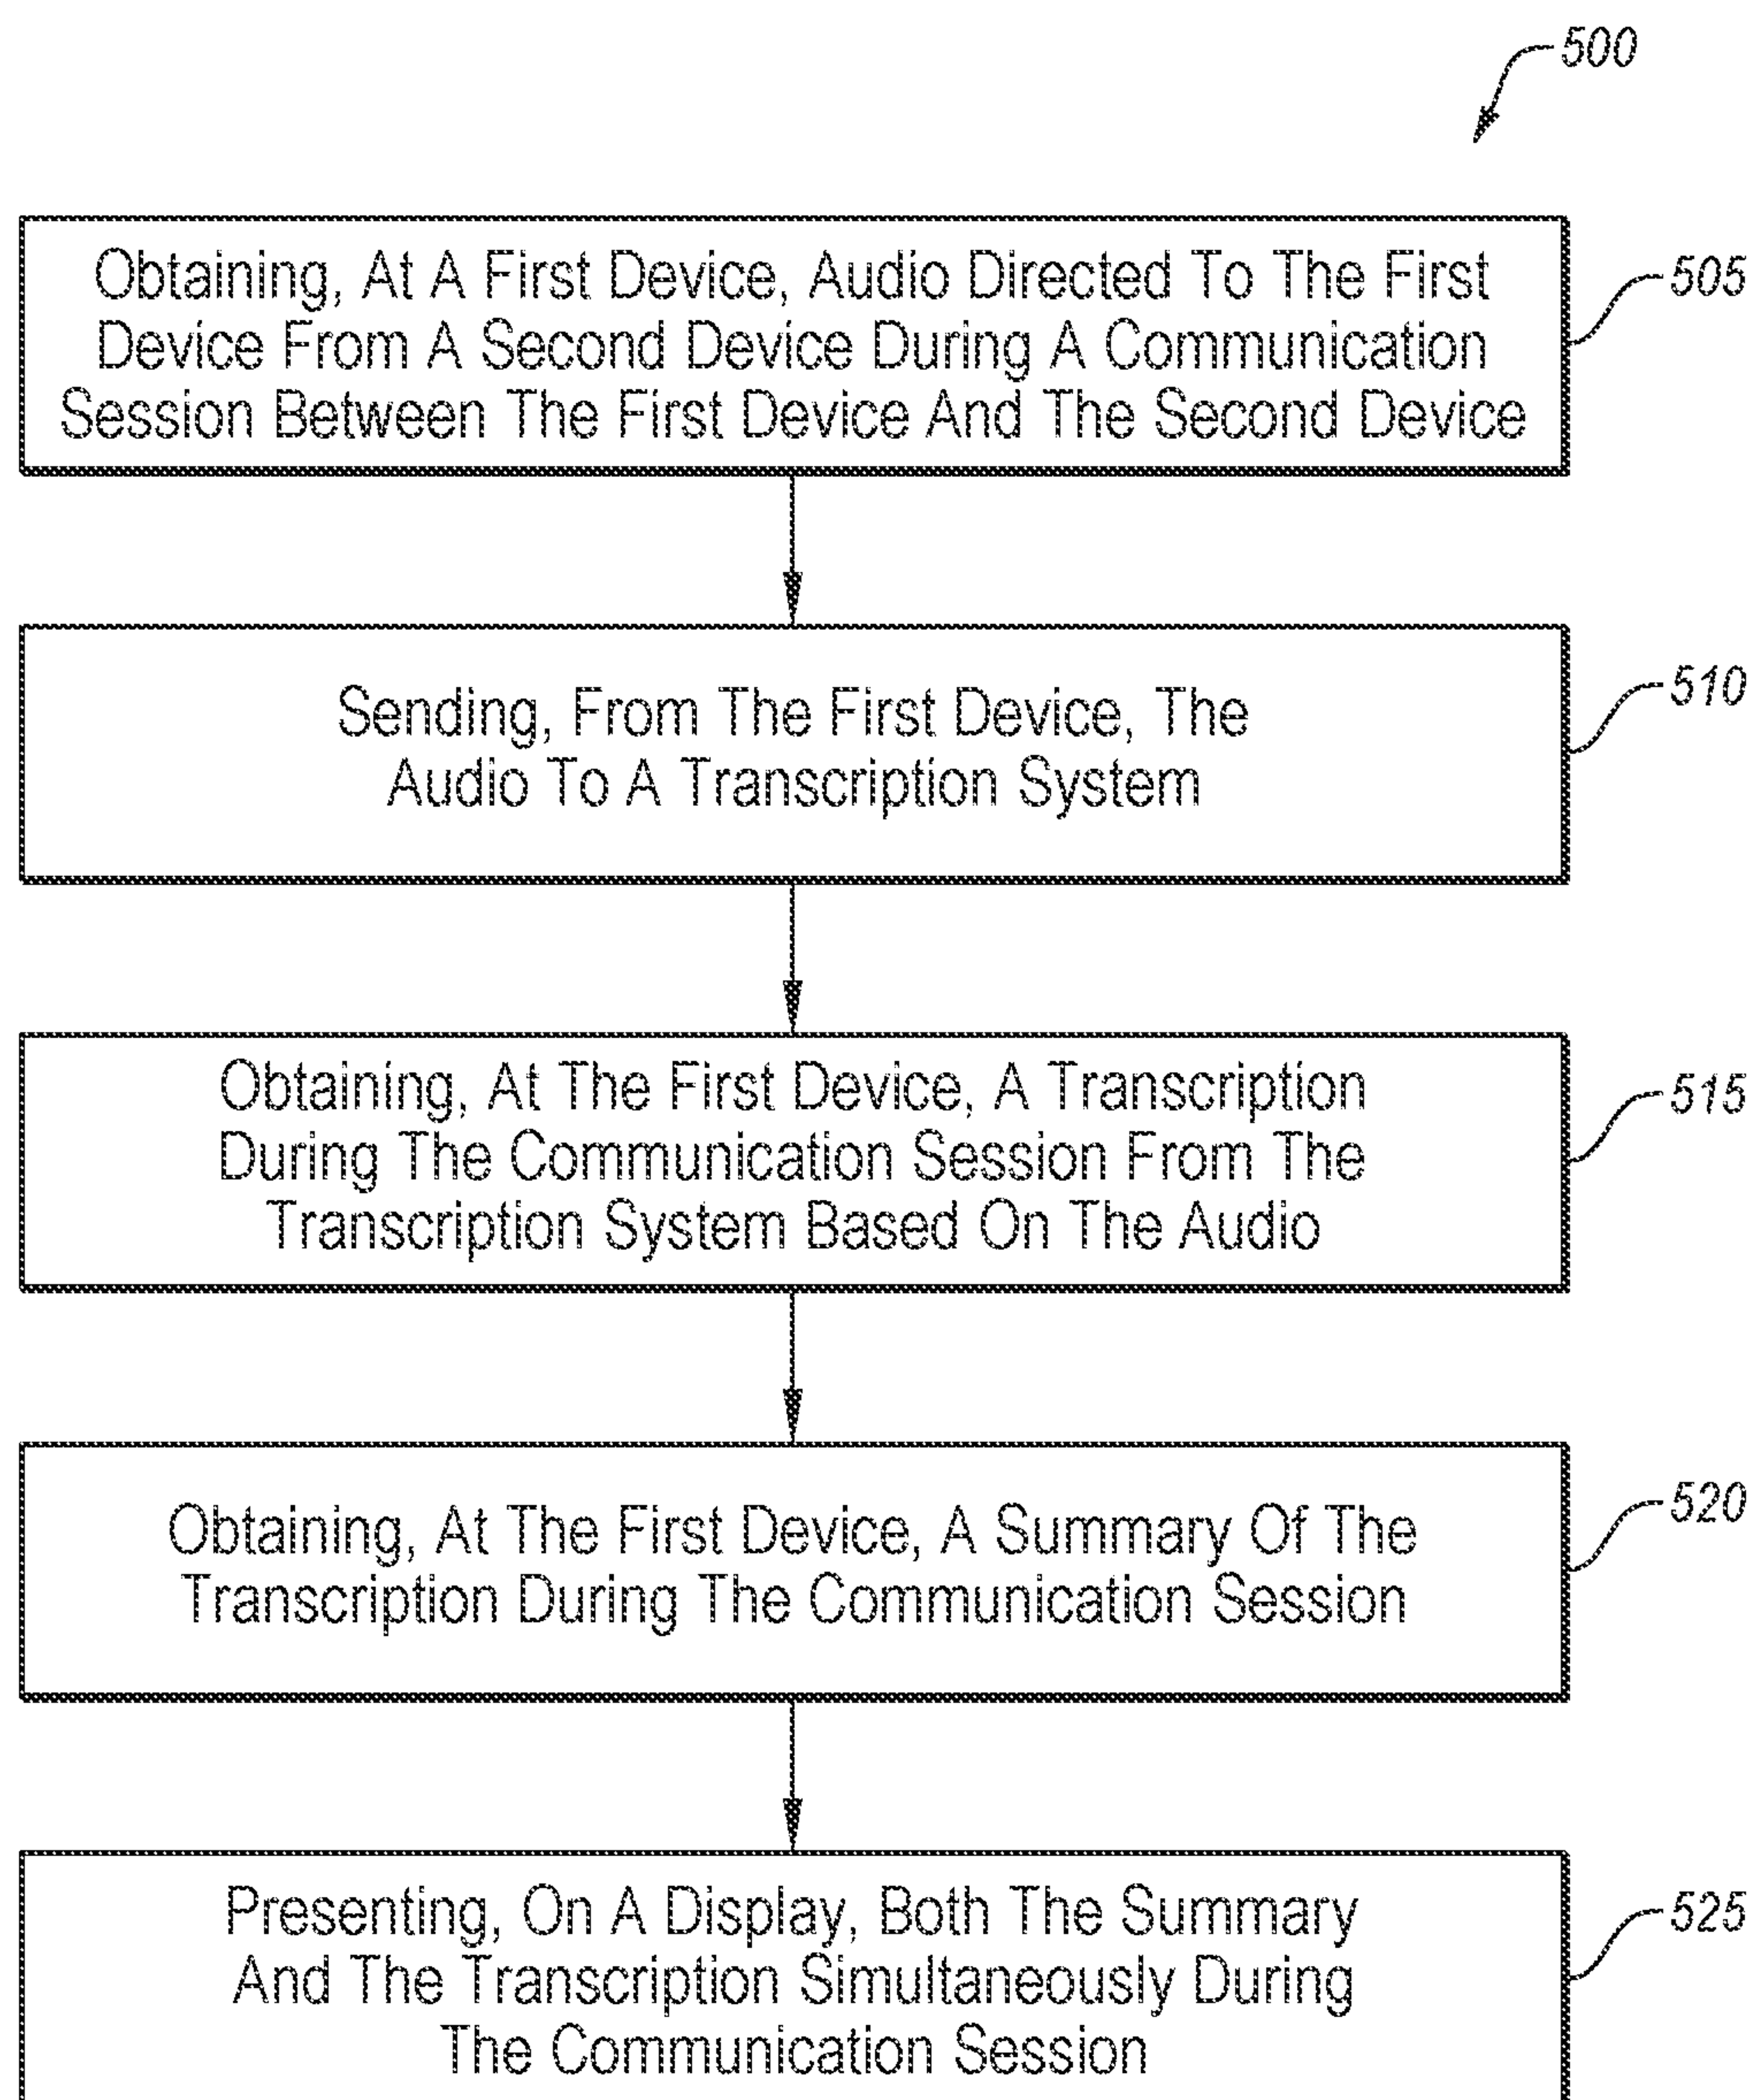 500
Obtaining, At A First Device, Audio Directed To The First
Device From A Second Device During A Communication
Session Between The First Device And The Second Device
505
Sending, From The First Device, The
Audio To A Transcription System
510
Obtaining, At The First Device, A Transcription
During The Communication Session From The
Transcription System Based On The Audio
515
Obtaining, At The First Device, A Summary Of The
Transcription During The Communication Session
520
Presenting, On A Display, Both The Summary
And The Transcription Simultaneously During
The Communication Session
525